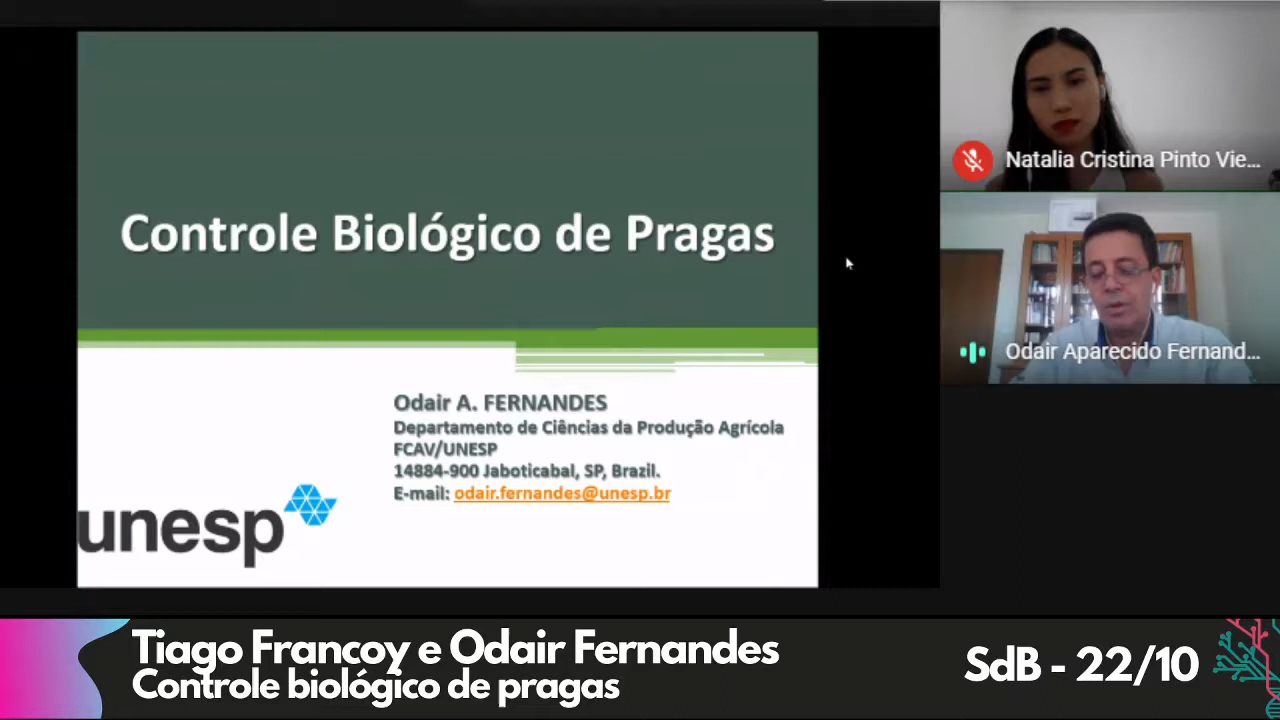 Controle Biológico de Pragas
Odair A. FERNANDES
Departamento de Ciências da Produção Agrícola
FCAV/UNESP
14884-900 Jaboticabal, SP, Brazil.
E-mail: odair.fernandes@unesp.br
unesp
Natalia Cristina Pinto Vie...
Odair Aparecido Fernand...
Tiago Francoy e Odair Fernandes
Controle biológico de pragas
SdB - 22/10